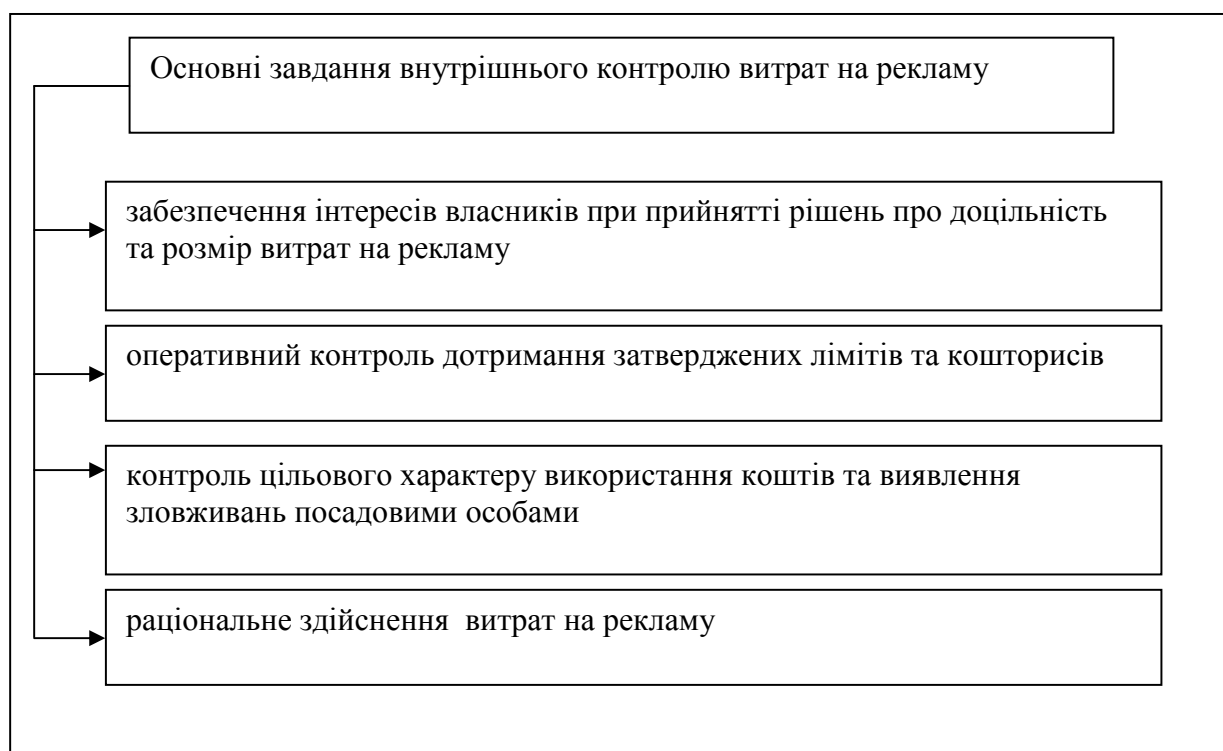 Основні завдання внутрішнього контролю витрат на рекламу
забезпечення інтересів власників при прийнятті рішень про доцільність
та розмір витрат на рекламу
оперативний контроль дотримання затверджених лімітів та кошторисів
контроль цільового характеру використання коштів та виявлення
зловживань посадовими особами
раціональне здійснення  витрат на рекламу